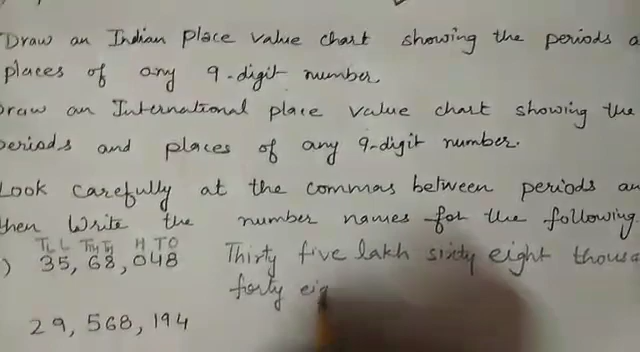 Draw an Indian place value chart showing the periods a
places of any 9-digit number.
Draw an International place value chart showing the
periods and places of any 9-digit number.
Look carefully at the commas between periods an
then write the number names for the following.
TL L TTh Th H T O
) 35, 68, 048 Thirty five lakh sixty eight thousa
forty eig
29, 568, 194